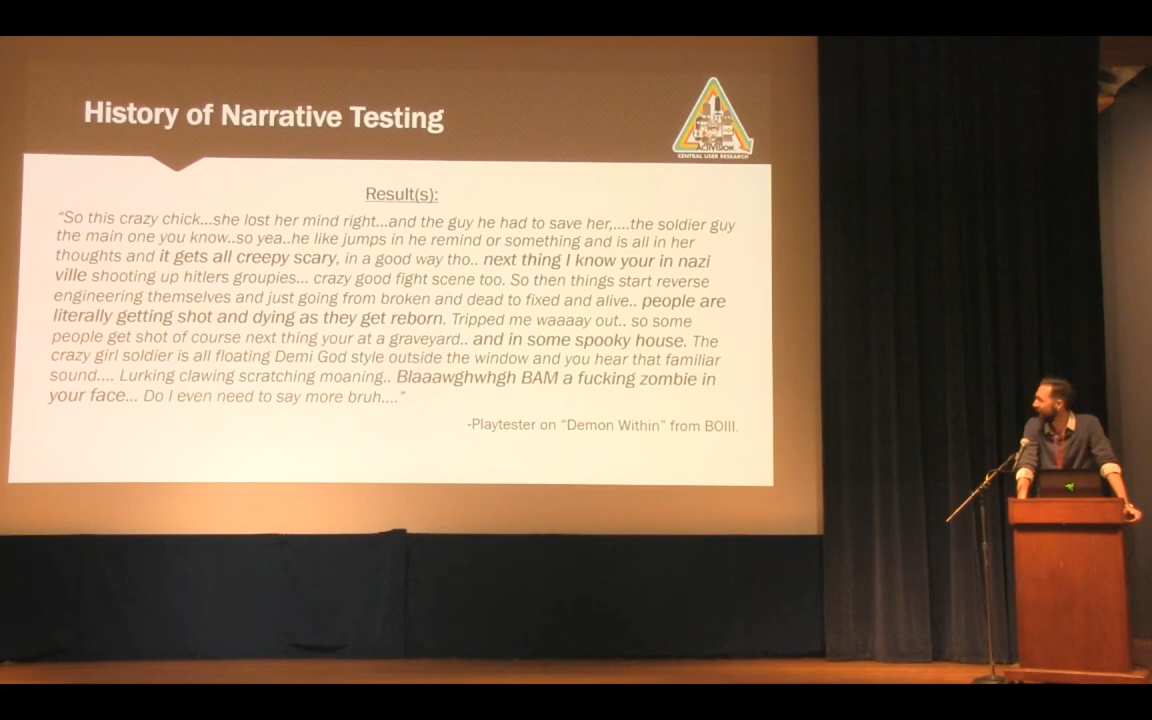 History of Narrative Testing
ACTIVISION
CENTRAL USER RESEARCH
Result(s):
“So this crazy chick...she lost her mind right...and the guy he had to save her,....the soldier guy
the main one you know..so yea..he like jumps in he remind or something and is all in her
thoughts and it gets all creepy scary, in a good way tho.. next thing I know your in nazi
ville shooting up hitlers groupies... crazy good fight scene too. So then things start reverse
engineering themselves and just going from broken and dead to fixed and alive.. people are
literally getting shot and dying as they get reborn. Tripped me waaaay out.. so some
people get shot of course next thing your at a graveyard.. and in some spooky house. The
crazy girl soldier is all floating Demi God style outside the window and you hear that familiar
sound.... Lurking clawing scratching moaning.. Blaaawghwhgh BAM a fucking zombie in
your face... Do I even need to say more bruh....”
-Playtester on “Demon Within” from BOIII.